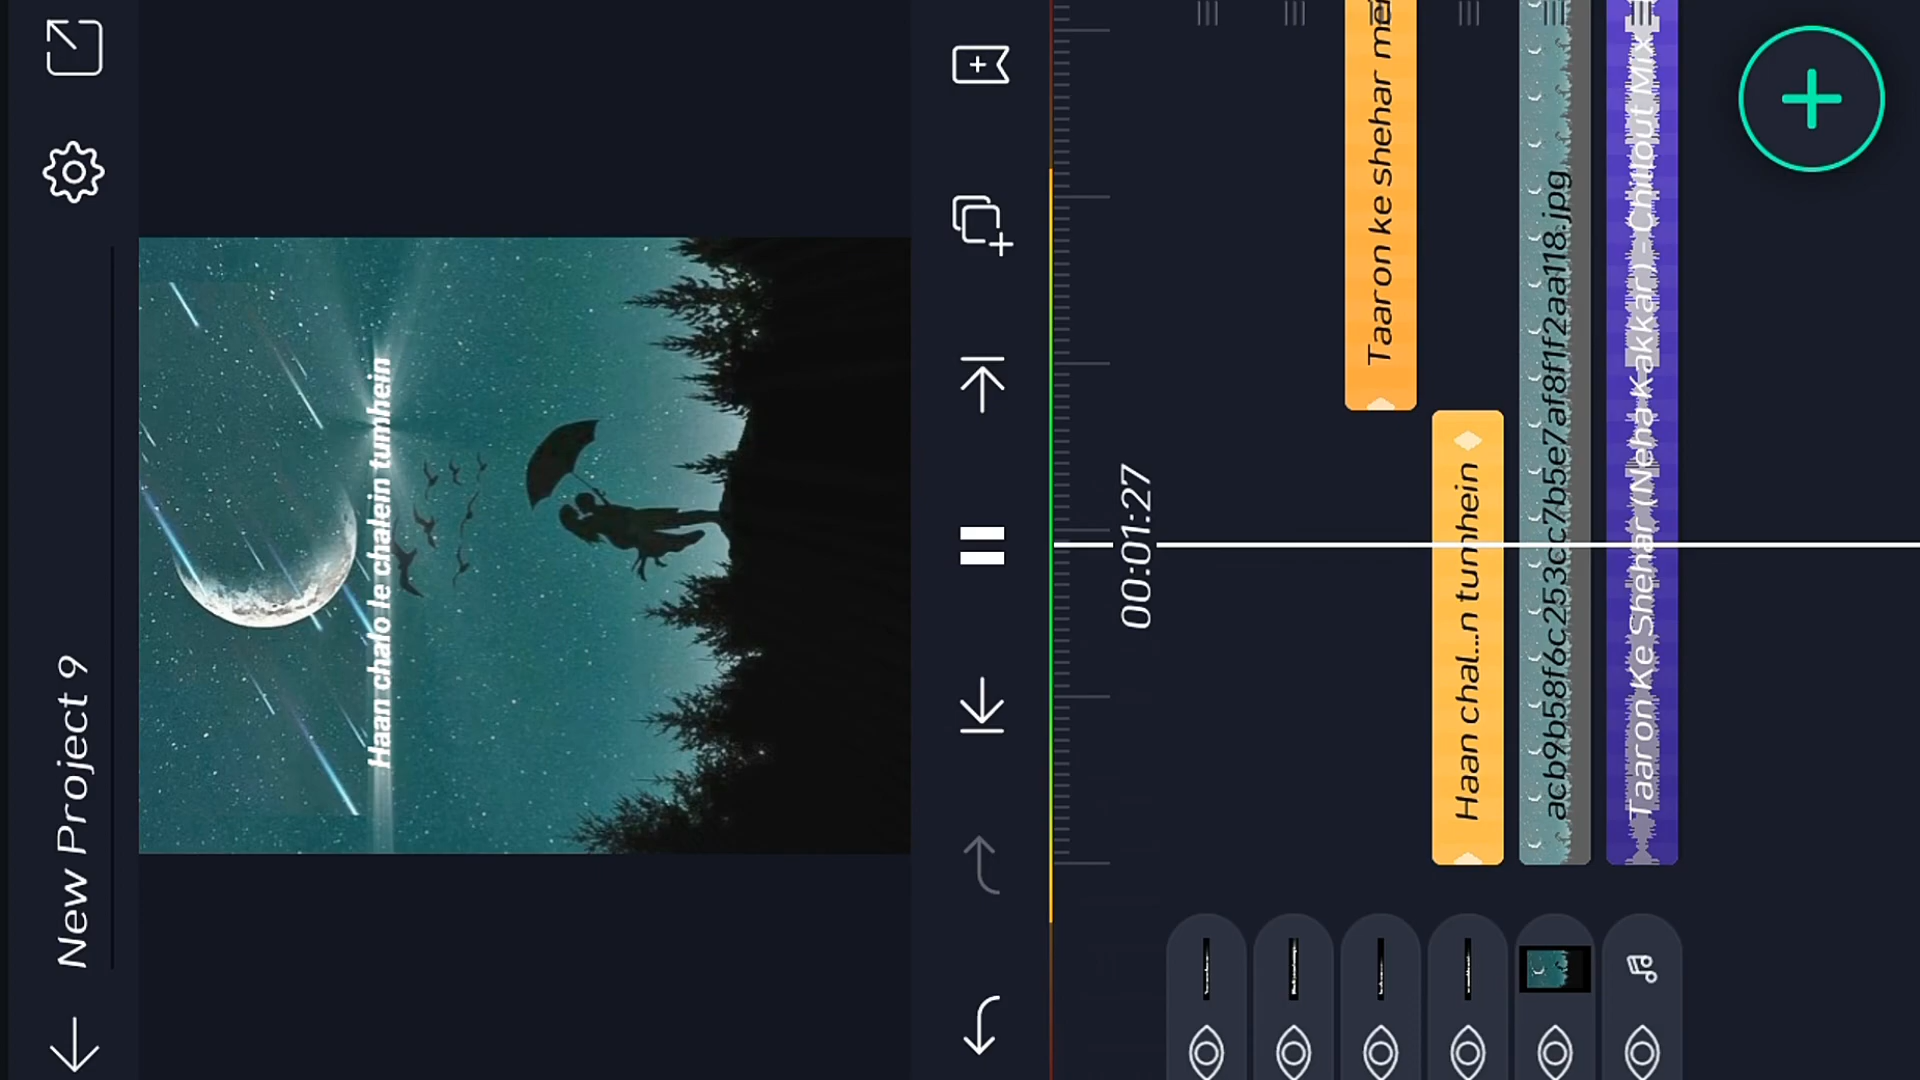 New Project 9
Haan chalo le chalein tumhein
00:01:27
Taaron ke shehar me
Haan chal...n tumhein
acb9b58f6c253cc7b5e7af8f1f2aa118.jpg
Taaron Ke Shehar (Neha Kakkar) - Chillout Mix